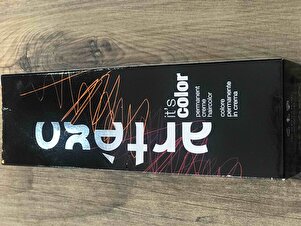 artègo
it's
color
permanent
creme
haircolor
colore
permanente
in crema